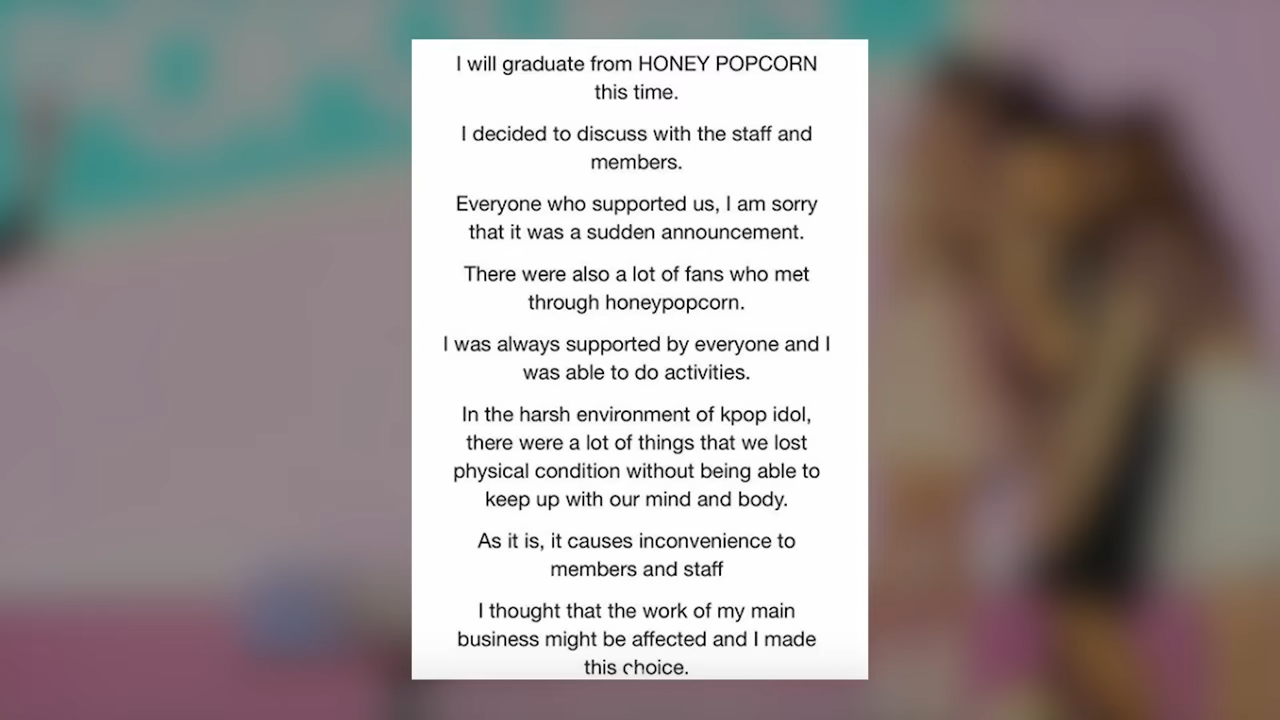 I will graduate from HONEY POPCORN
this time.
I decided to discuss with the staff and
members.
Everyone who supported us, I am sorry
that it was a sudden announcement.
There were also a lot of fans who met
through honeypopcorn.
I was always supported by everyone and I
was able to do activities.
In the harsh environment of kpop idol,
there were a lot of things that we lost
physical condition without being able to
keep up with our mind and body.
As it is, it causes inconvenience to
members and staff
I thought that the work of my main
business might be affected and I made
this choice.